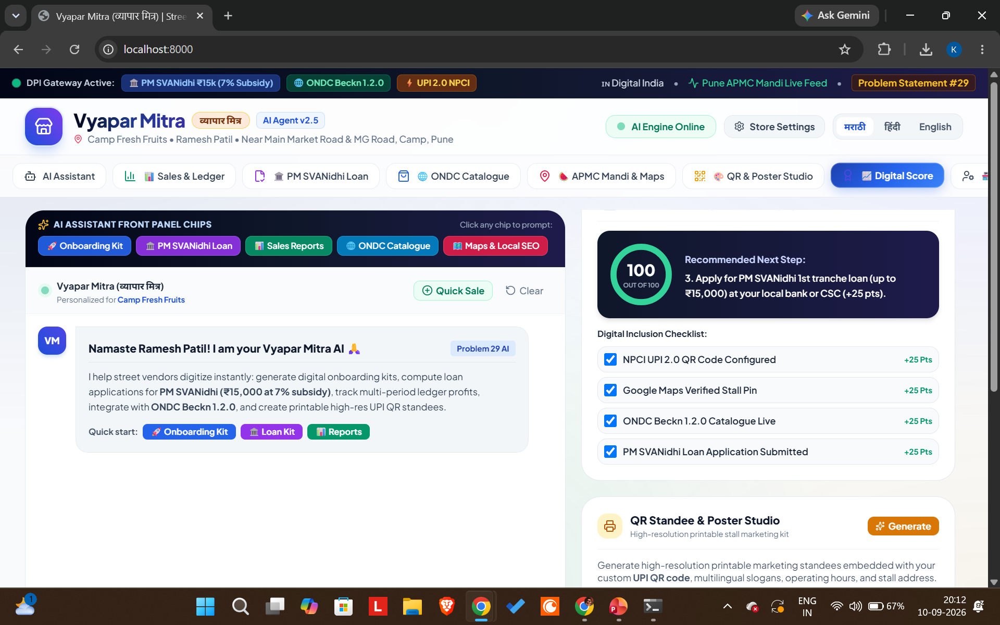 Vyapar Mitra (व्यापार मित्र) | Stree
Ask Gemini
localhost:8000
K
DPI Gateway Active:
PM SVANidhi ₹15k (7% Subsidy)
ONDC Beckn 1.2.0
UPI 2.0 NPCI
IN Digital India
Pune APMC Mandi Live Feed
Problem Statement #29
Vyapar Mitra
व्यापार मित्र
AI Agent v2.5
Camp Fresh Fruits • Ramesh Patil • Near Main Market Road & MG Road, Camp, Pune
AI Engine Online
Store Settings
मराठी
हिंदी
English
AI Assistant
Sales & Ledger
PM SVANidhi Loan
ONDC Catalogue
APMC Mandi & Maps
QR & Poster Studio
Digital Score
AI ASSISTANT FRONT PANEL CHIPS
Click any chip to prompt:
Onboarding Kit
PM SVANidhi Loan
Sales Reports
ONDC Catalogue
Maps & Local SEO
Vyapar Mitra (व्यापार मित्र)
Personalized for Camp Fresh Fruits
Quick Sale
Clear
VM
Namaste Ramesh Patil! I am your Vyapar Mitra AI 🙏
Problem 29 AI
I help street vendors digitize instantly: generate digital onboarding kits, compute loan
applications for PM SVANidhi (₹15,000 at 7% subsidy), track multi-period ledger profits,
integrate with ONDC Beckn 1.2.0, and create printable high-res UPI QR standees.
Quick start:
Onboarding Kit
Loan Kit
Reports
100
OUT OF 100
Recommended Next Step:
3. Apply for PM SVANidhi 1st tranche loan (up to
₹15,000) at your local bank or CSC (+25 pts).
Digital Inclusion Checklist:
NPCI UPI 2.0 QR Code Configured
+25 Pts
Google Maps Verified Stall Pin
+25 Pts
ONDC Beckn 1.2.0 Catalogue Live
+25 Pts
PM SVANidhi Loan Application Submitted
+25 Pts
QR Standee & Poster Studio
High-resolution printable stall marketing kit
Generate
Generate high-resolution printable marketing standees embedded with your
custom UPI QR code, multilingual slogans, operating hours, and stall address.
1
L
P
ENG
IN
67%
20:12
10-09-2026